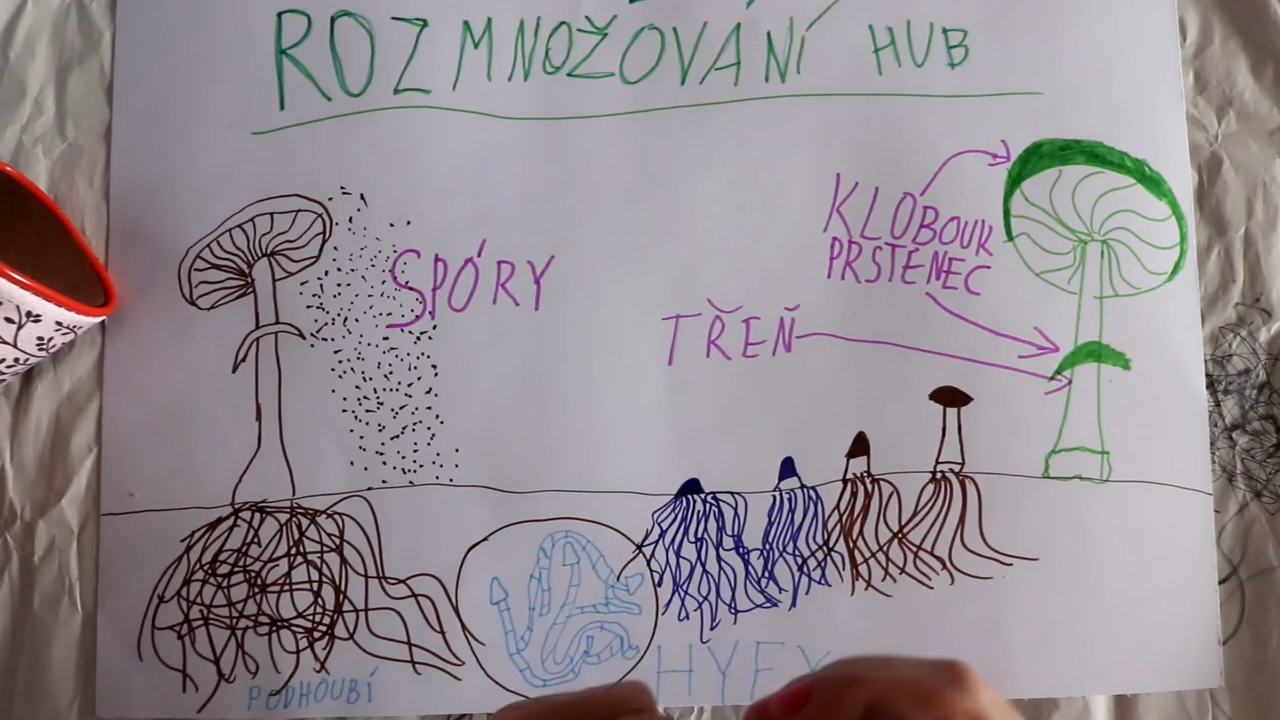 ROZMNOŽOVÁNÍ HUB
SPÓRY
KLOBOUK
PRSTENEC
TŘEŇ
PODHOUBÍ
HYFY